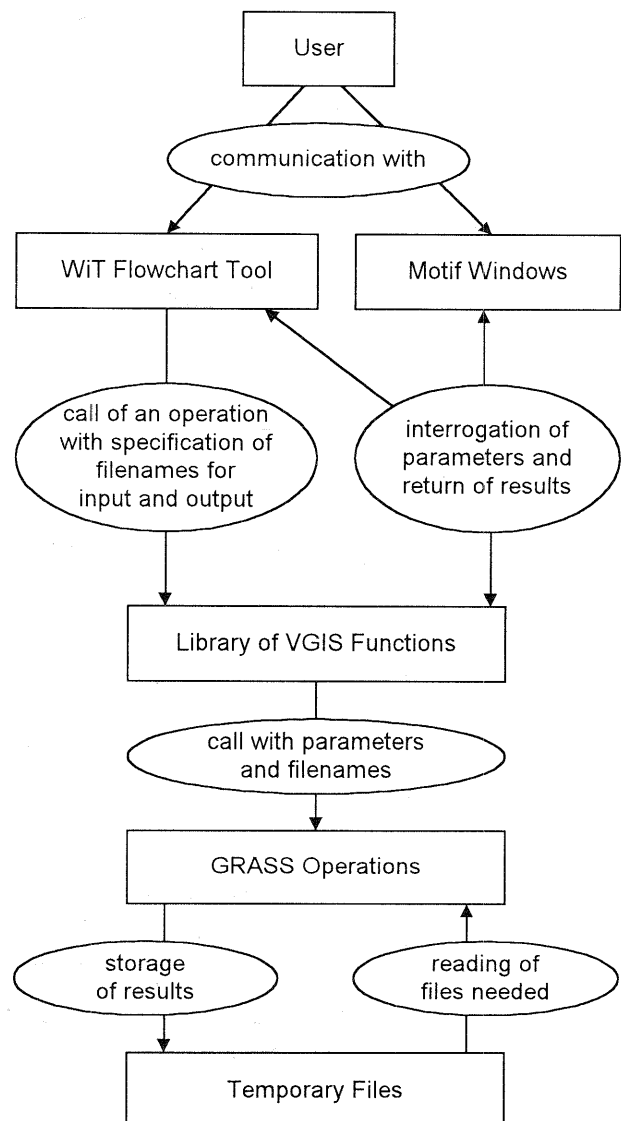 User
communication with
WiT Flowchart Tool
Motif Windows
call of an operation
with specification of
filenames for
input and output
interrogation of
parameters and
return of results
Library of VGIS Functions
call with parameters
and filenames
GRASS Operations
storage
of results
reading of
files needed
Temporary Files